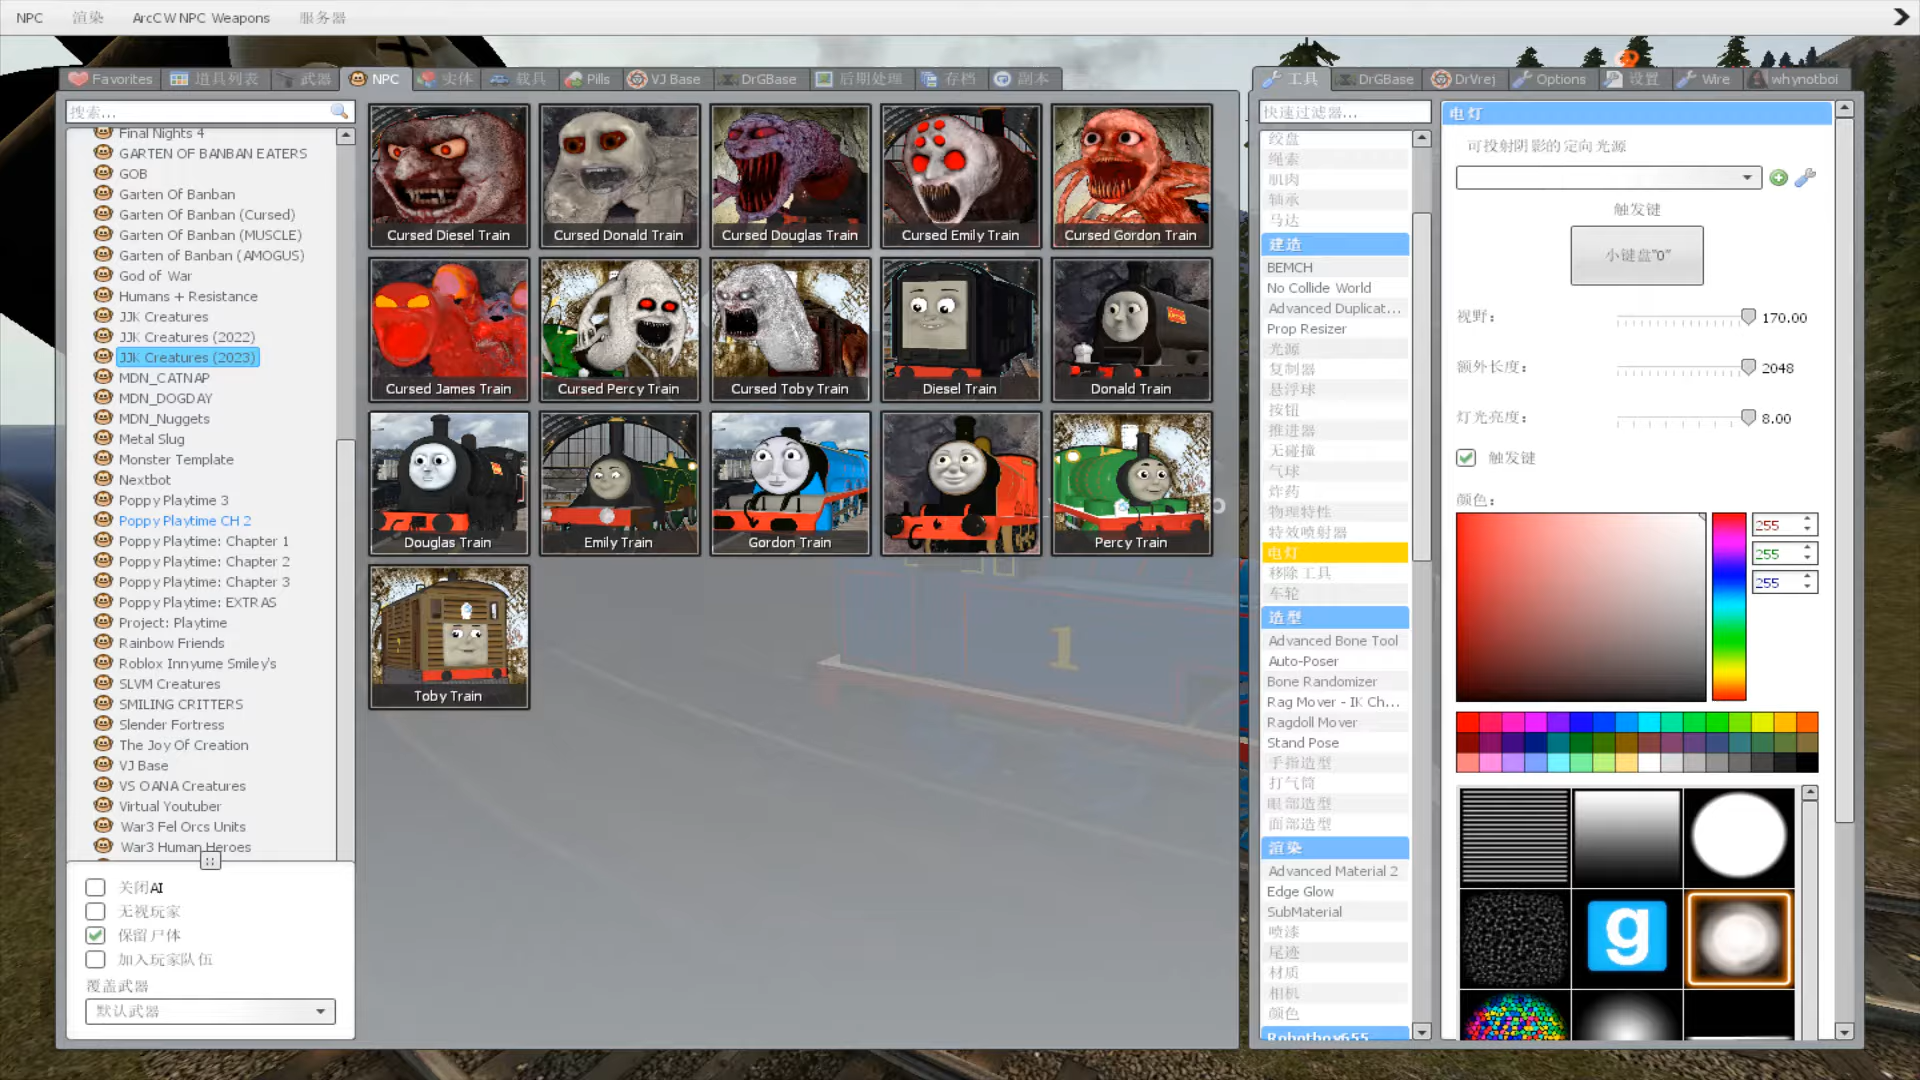 NPC 渲染 ArcCW NPC Weapons 服务器
Favorites 道具列表 武器 NPC 实体 载具 Pills VJ Base DrGBase 后期处理 存档 副本
搜索...
Final Nights 4
GARTEN OF BANBAN EATERS
GOB
Garten Of Banban
Garten Of Banban (Cursed)
Garten Of Banban (MUSCLE)
Garten of Banban (AMOGUS)
God of War
Humans + Resistance
JJK Creatures
JJK Creatures (2022)
JJK Creatures (2023)
MDN_CATNAP
MDN_DOGDAY
MDN_Nuggets
Metal Slug
Monster Template
Nextbot
Poppy Playtime 3
Poppy Playtime CH 2
Poppy Playtime: Chapter 1
Poppy Playtime: Chapter 2
Poppy Playtime: Chapter 3
Poppy Playtime: EXTRAS
Project: Playtime
Rainbow Friends
Roblox Innyume Smiley's
SLVM Creatures
SMILING CRITTERS
Slender Fortress
The Joy Of Creation
VJ Base
VS OANA Creatures
Virtual Youtuber
War3 Fel Orcs Units
War3 Human Heroes
关闭AI
无视玩家
保留尸体
加入玩家队伍
覆盖武器
默认武器
Cursed Diesel Train
Cursed Donald Train
Cursed Douglas Train
Cursed Emily Train
Cursed Gordon Train
Cursed James Train
Cursed Percy Train
Cursed Toby Train
Diesel Train
Donald Train
Douglas Train
Emily Train
Gordon Train
Percy Train
Toby Train
1
工具 DrGBase DrVrej Options 设置 Wire whynotboi
快速过滤器...
绞盘
绳索
肌肉
轴承
马达
建造
BEMCH
No Collide World
Advanced Duplicat...
Prop Resizer
光源
复制器
悬浮球
按钮
推进器
无碰撞
气球
炸药
物理特性
特效喷射器
电灯
移除工具
车轮
造型
Advanced Bone Tool
Auto-Poser
Bone Randomizer
Rag Mover - IK Ch...
Ragdoll Mover
Stand Pose
手指造型
打气筒
眼部造型
面部造型
渲染
Advanced Material 2
Edge Glow
SubMaterial
喷漆
尾迹
材质
相机
颜色
Robotboy655
电灯
可投射阴影的定向光源
触发键
小键盘"0"
视野: 170.00
额外长度: 2048
灯光亮度: 8.00
触发键
颜色:
255
255
255
g